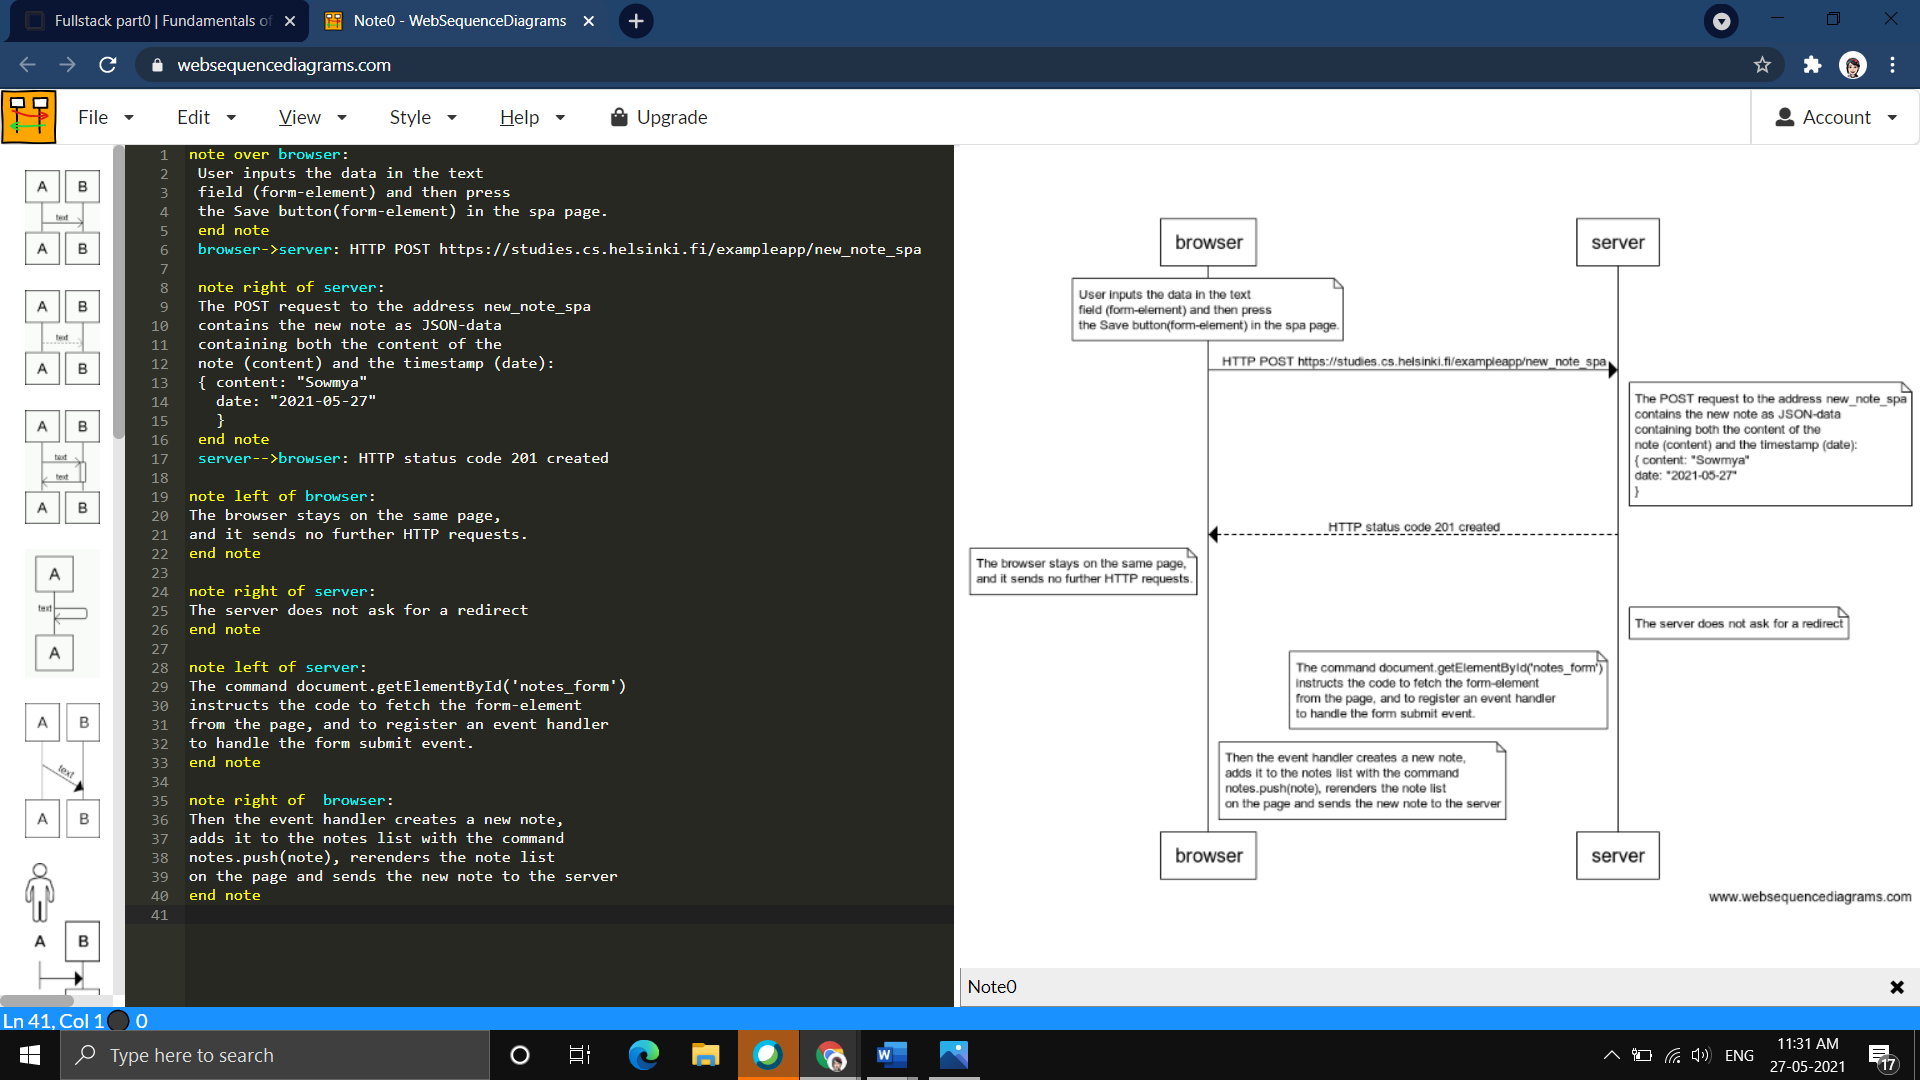 Fullstack part0 | Fundamentals of
Note0 - WebSequenceDiagrams
websequencediagrams.com
File
Edit
View
Style
Help
Upgrade
Account
A B
text
A B
A B
text
A B
A B
text
text
A B
A
text
A
A B
text
A B
A B
1 note over browser:
2 User inputs the data in the text
3 field (form-element) and then press
4 the Save button(form-element) in the spa page.
5 end note
6 browser->server: HTTP POST https://studies.cs.helsinki.fi/exampleapp/new_note_spa
7
8 note right of server:
9 The POST request to the address new_note_spa
10 contains the new note as JSON-data
11 containing both the content of the
12 note (content) and the timestamp (date):
13 { content: "Sowmya"
14 date: "2021-05-27"
15 }
16 end note
17 server-->browser: HTTP status code 201 created
18
19 note left of browser:
20 The browser stays on the same page,
21 and it sends no further HTTP requests.
22 end note
23
24 note right of server:
25 The server does not ask for a redirect
26 end note
27
28 note left of server:
29 The command document.getElementById('notes_form')
30 instructs the code to fetch the form-element
31 from the page, and to register an event handler
32 to handle the form submit event.
33 end note
34
35 note right of  browser:
36 Then the event handler creates a new note,
37 adds it to the notes list with the command
38 notes.push(note), rerenders the note list
39 on the page and sends the new note to the server
40 end note
41
browser
server
User inputs the data in the text
field (form-element) and then press
the Save button(form-element) in the spa page.
HTTP POST https://studies.cs.helsinki.fi/exampleapp/new_note_spa
The POST request to the address new_note_spa
contains the new note as JSON-data
containing both the content of the
note (content) and the timestamp (date):
{ content: "Sowmya"
date: "2021-05-27"
}
HTTP status code 201 created
The browser stays on the same page,
and it sends no further HTTP requests.
The server does not ask for a redirect
The command document.getElementById('notes_form')
instructs the code to fetch the form-element
from the page, and to register an event handler
to handle the form submit event.
Then the event handler creates a new note,
adds it to the notes list with the command
notes.push(note), rerenders the note list
on the page and sends the new note to the server
browser
server
www.websequencediagrams.com
Note0
Ln 41, Col 1 0
Type here to search
W
ENG
11:31 AM
27-05-2021
17